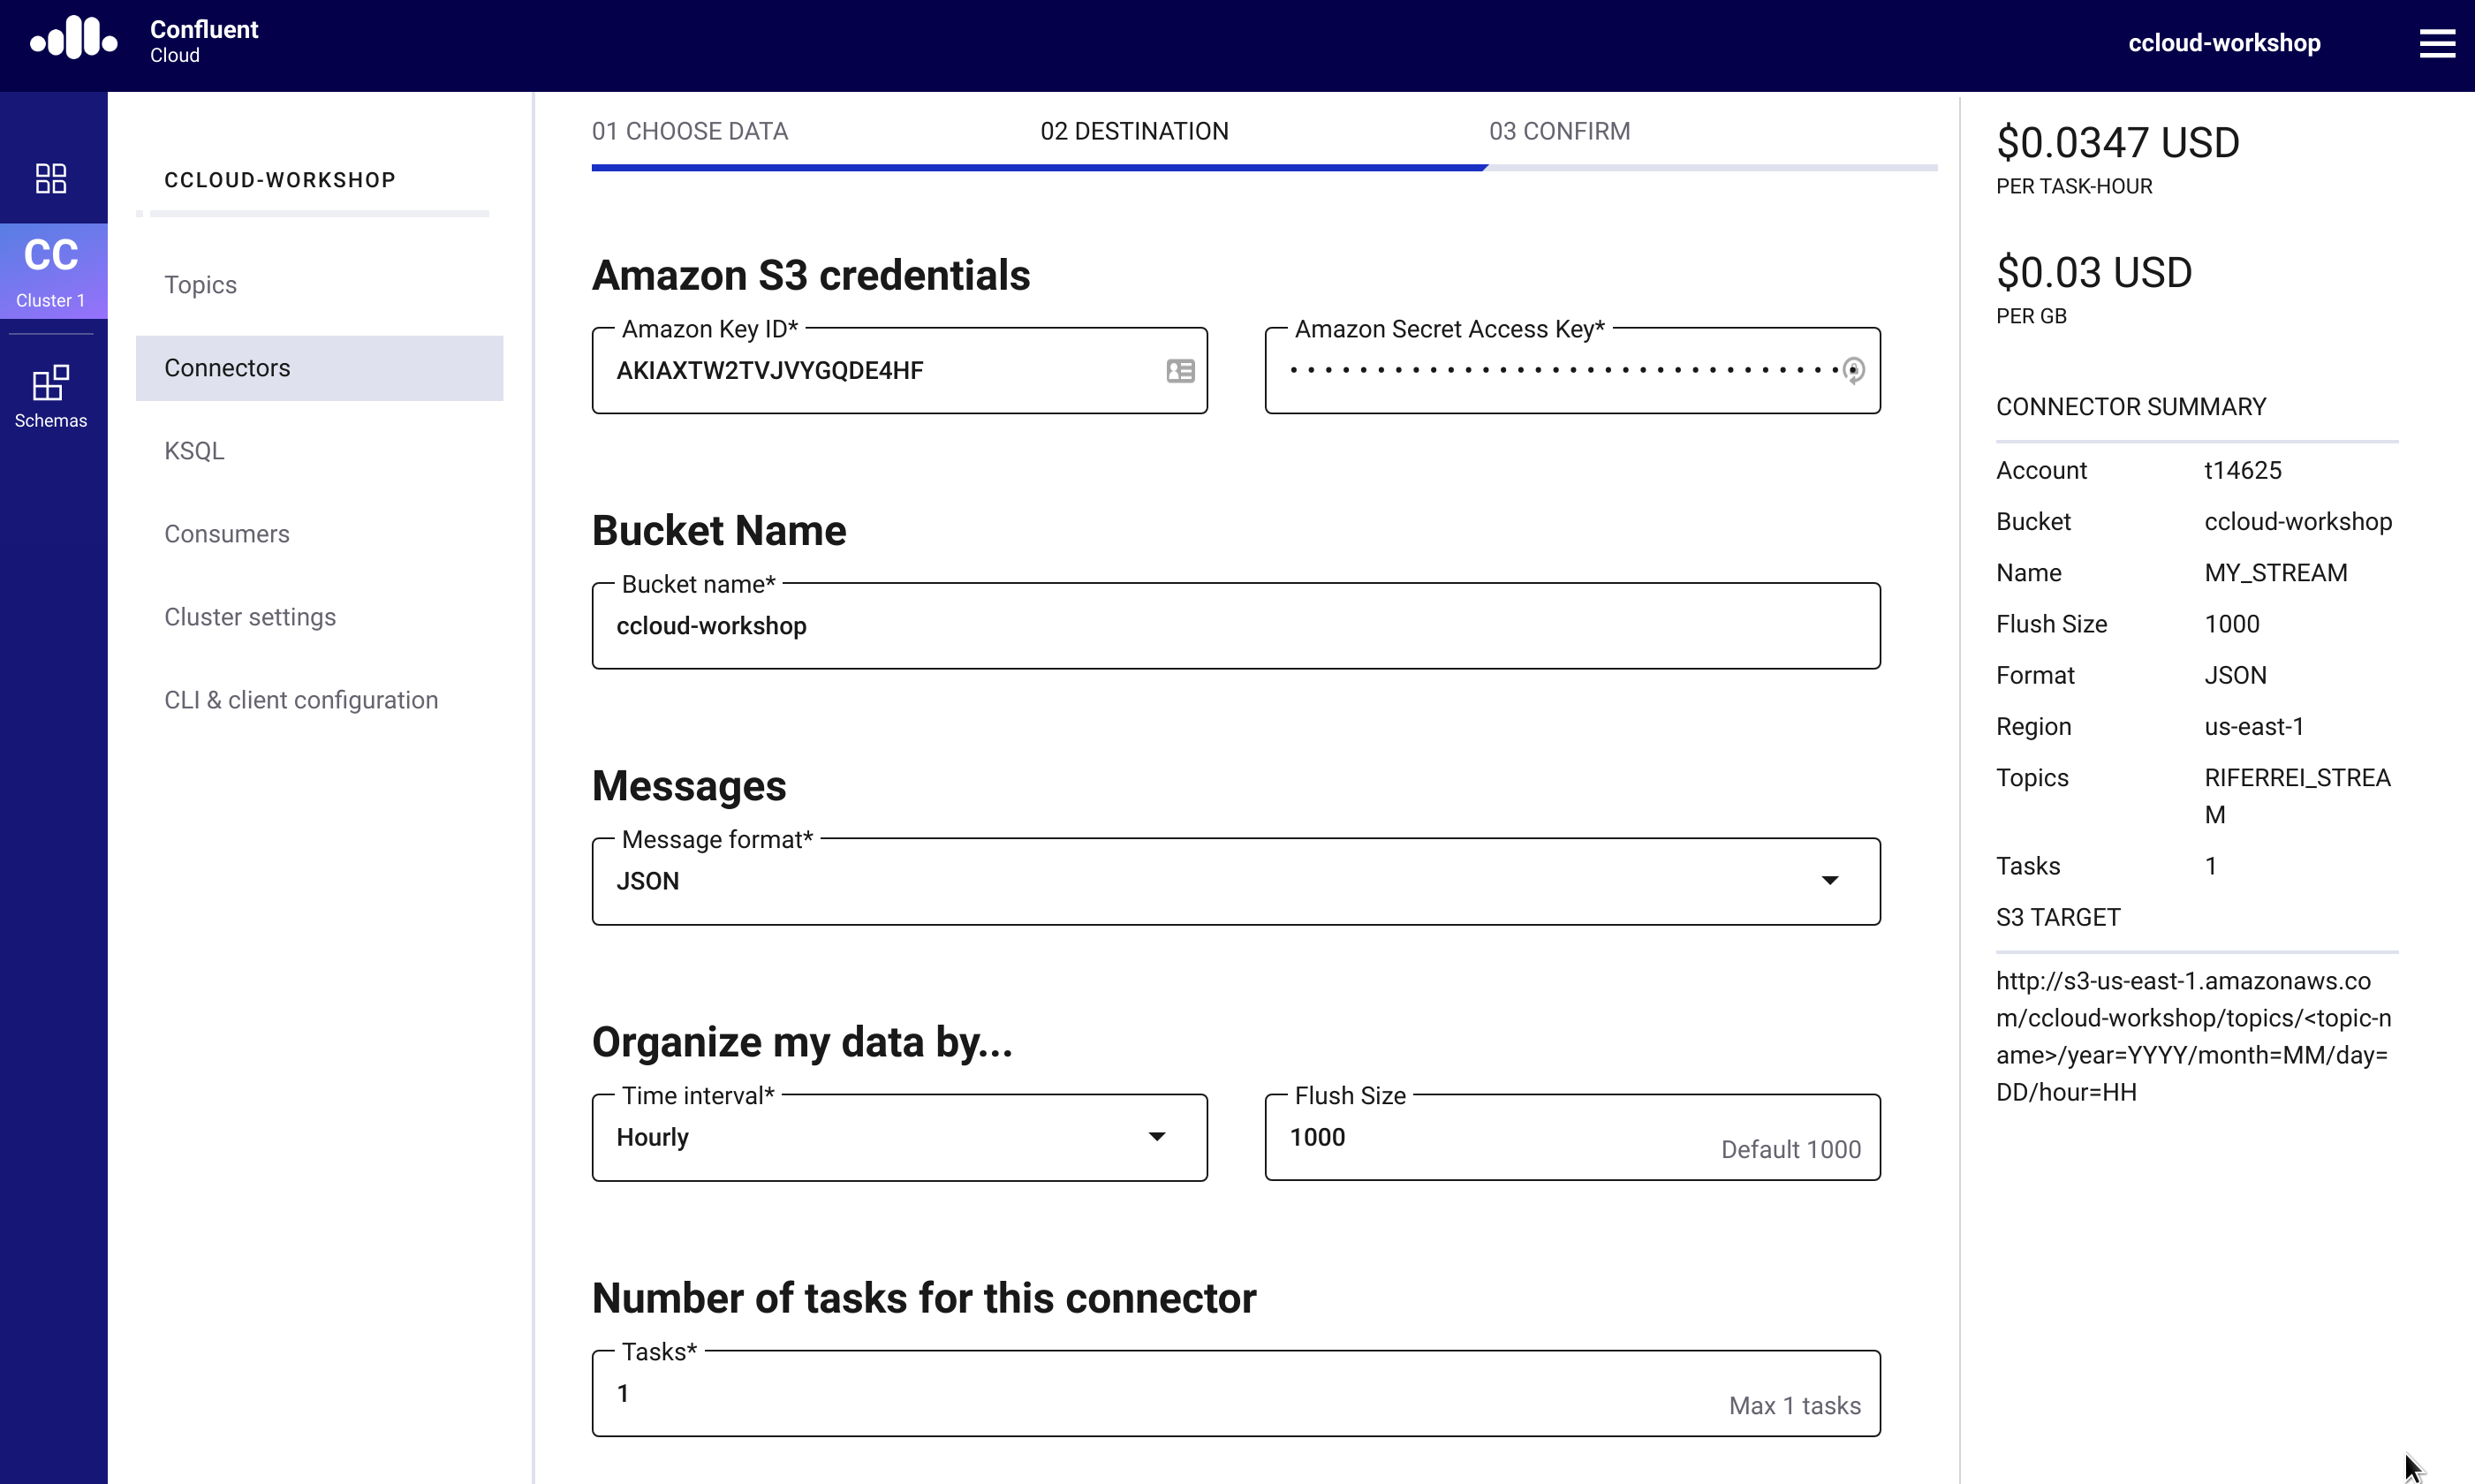 Confluent
Cloud
ccloud-workshop
CC
Cluster 1
Schemas
CCLOUD-WORKSHOP
Topics
Connectors
KSQL
Consumers
Cluster settings
CLI & client configuration
01 CHOOSE DATA
02 DESTINATION
03 CONFIRM
Amazon S3 credentials
Amazon Key ID*
AKIAXTW2TVJVYGQDE4HF
Amazon Secret Access Key*
Bucket Name
Bucket name*
ccloud-workshop
Messages
Message format*
JSON
Organize my data by...
Time interval*
Hourly
Flush Size
1000
Default 1000
Number of tasks for this connector
Tasks*
1
Max 1 tasks
$0.0347 USD
PER TASK-HOUR
$0.03 USD
PER GB
CONNECTOR SUMMARY
Account t14625
Bucket ccloud-workshop
Name MY_STREAM
Flush Size 1000
Format JSON
Region us-east-1
Topics RIFERREI_STREA
M
Tasks 1
S3 TARGET
http://s3-us-east-1.amazonaws.co
m/ccloud-workshop/topics/<topic-n
ame>/year=YYYY/month=MM/day=
DD/hour=HH